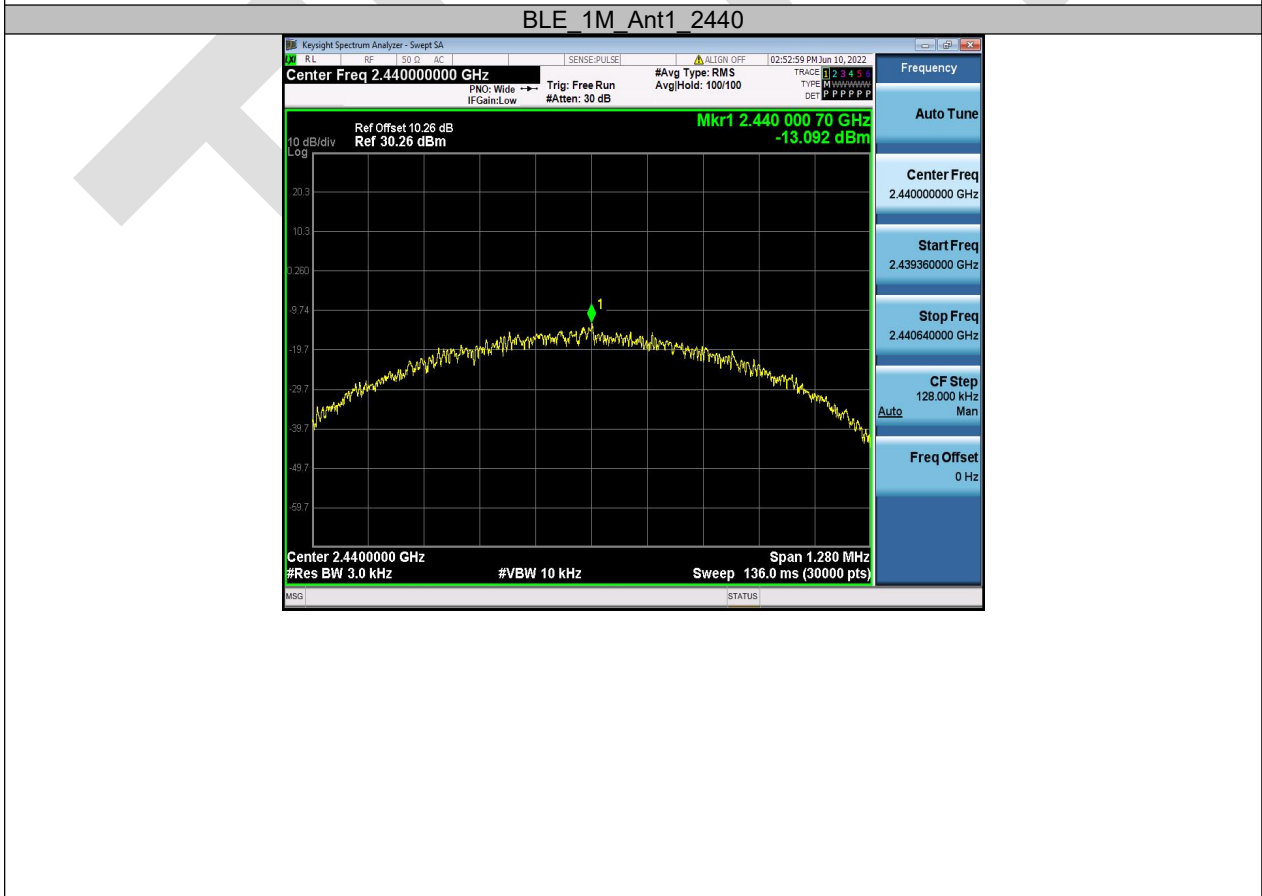 BLE_1M_Ant1_2440
Keysight Spectrum Analyzer - Swept SA
RL RF 50 Ω AC SENSE:PULSE ALIGN OFF 02:52:59 PM Jun 10, 2022
Center Freq 2.440000000 GHz
PNO: Wide
IFGain:Low
Trig: Free Run
#Atten: 30 dB
#Avg Type: RMS
Avg|Hold: 100/100
TRACE 1 2 3 4 5 6
TYPE M W W W W W
DET P P P P P P
Frequency
Auto Tune
Center Freq
2.440000000 GHz
Start Freq
2.439360000 GHz
Stop Freq
2.440640000 GHz
CF Step
128.000 kHz
Auto Man
Freq Offset
0 Hz
Mkr1 2.440 000 70 GHz
-13.092 dBm
Ref Offset 10.26 dB
10 dB/div Ref 30.26 dBm
Log
20.3
10.3
0.260
-9.74
-19.7
-29.7
-39.7
-49.7
-59.7
1
Center 2.4400000 GHz Span 1.280 MHz
#Res BW 3.0 kHz #VBW 10 kHz Sweep 136.0 ms (30000 pts)
MSG STATUS